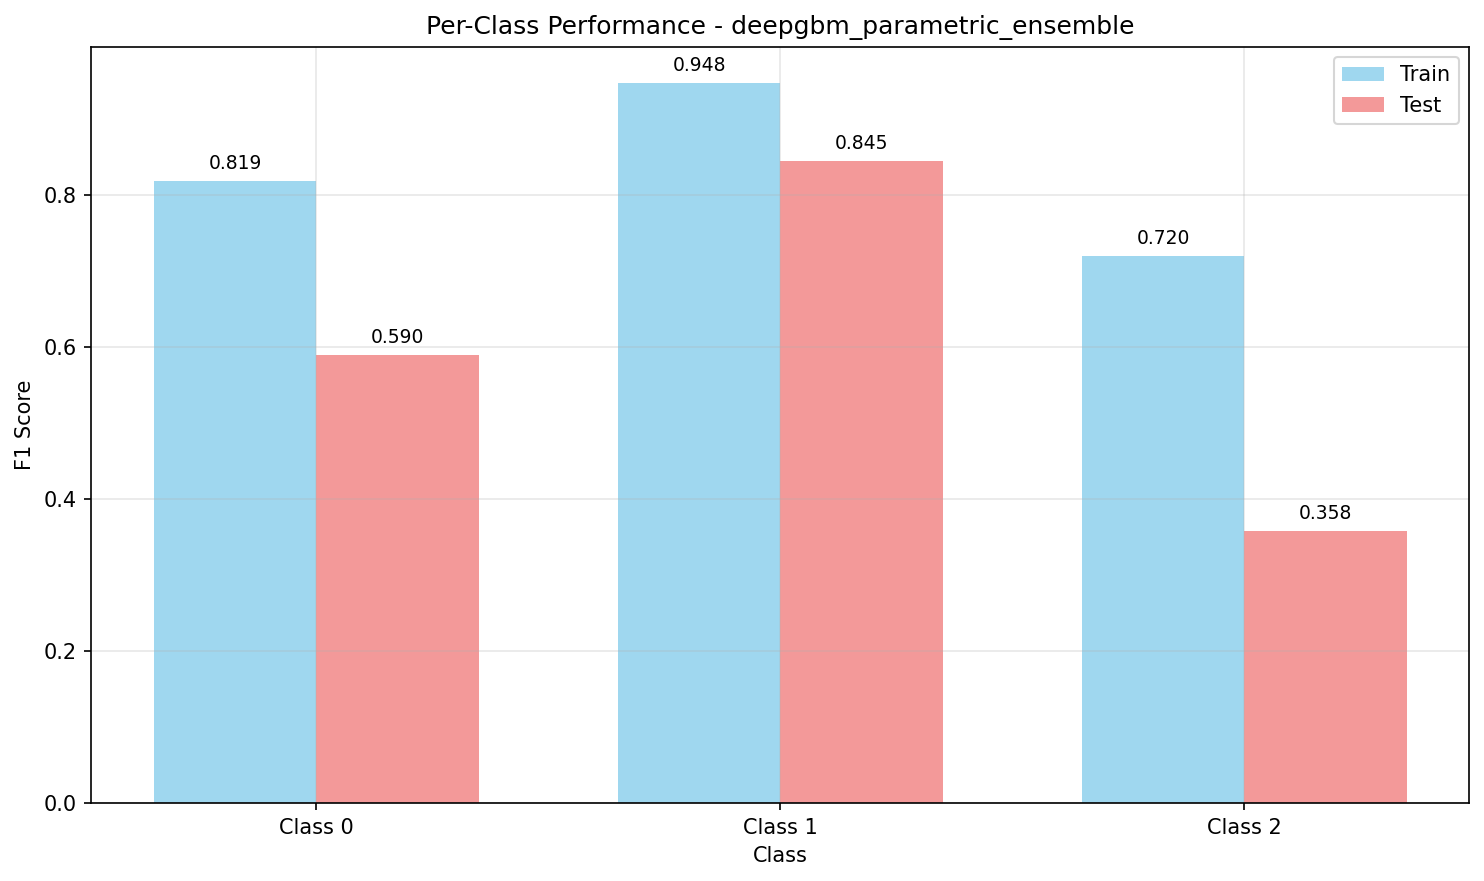 Per-Class Performance - deepgbm_parametric_ensemble
Train
Test
0.819
0.590
0.948
0.845
0.720
0.358
F1 Score
0.8
0.6
0.4
0.2
0.0
Class 0
Class 1
Class 2
Class